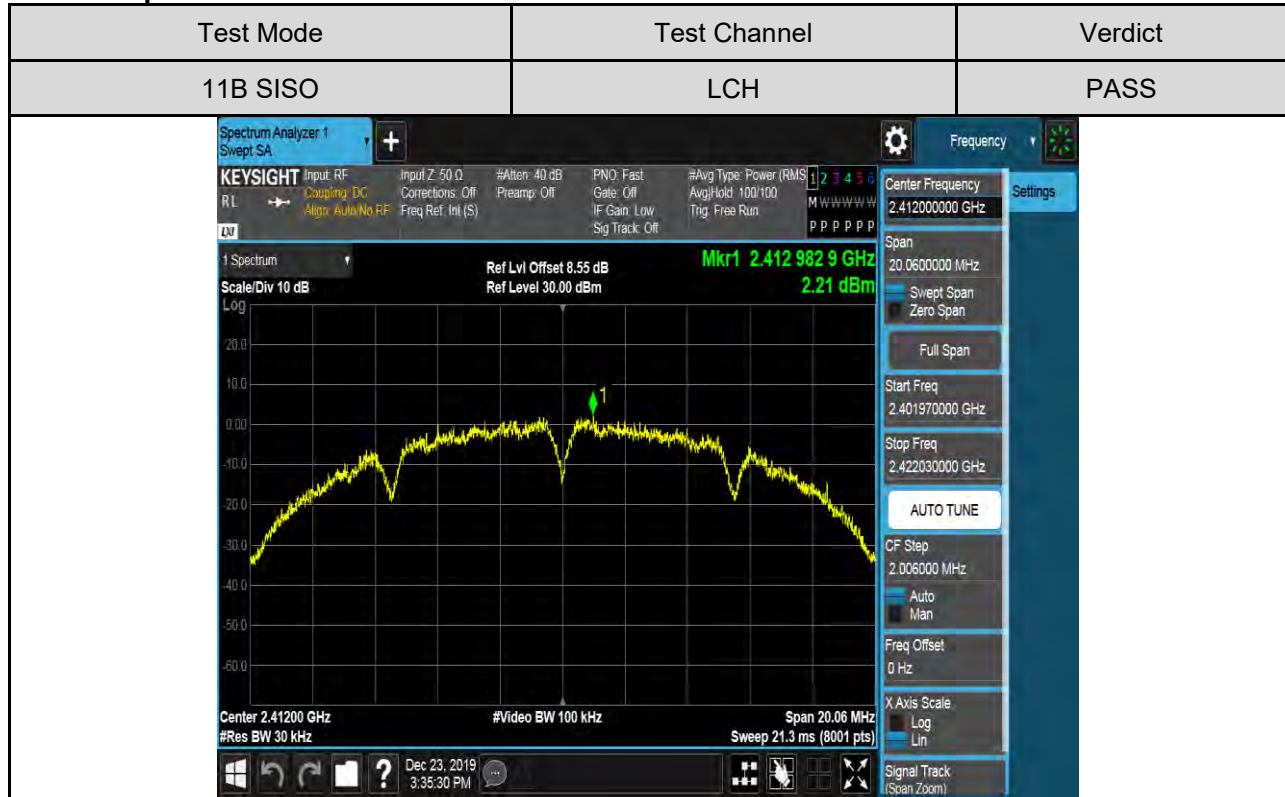 Test Mode Test Channel Verdict
11B SISO LCH PASS
Spectrum Analyzer 1
Swept SA
+
Frequency
KEYSIGHT
RL
LXI
Input: RF
Coupling: DC
Align: Auto/No RF
Input Z: 50 Ω
Corrections: Off
Freq Ref: Int (S)
#Atten: 40 dB
Preamp: Off
PNO: Fast
Gate: Off
IF Gain: Low
Sig Track: Off
#Avg Type: Power (RMS
Avg|Hold: 100/100
Trig: Free Run
1 2 3 4 5 6
M W W W W W
P P P P P P
1 Spectrum
Scale/Div 10 dB
Ref Lvl Offset 8.55 dB
Ref Level 30.00 dBm
Mkr1 2.412 982 9 GHz
2.21 dBm
Log
20.0
10.0
0.00
-10.0
-20.0
-30.0
-40.0
-50.0
-60.0
1
Center 2.41200 GHz
#Res BW 30 kHz
#Video BW 100 kHz
Span 20.06 MHz
Sweep 21.3 ms (8001 pts)
Center Frequency
2.412000000 GHz
Settings
Span
20.0600000 MHz
Swept Span
Zero Span
Full Span
Start Freq
2.401970000 GHz
Stop Freq
2.422030000 GHz
AUTO TUNE
CF Step
2.006000 MHz
Auto
Man
Freq Offset
0 Hz
X Axis Scale
Log
Lin
Signal Track
(Span Zoom)
?
Dec 23, 2019
3:35:30 PM